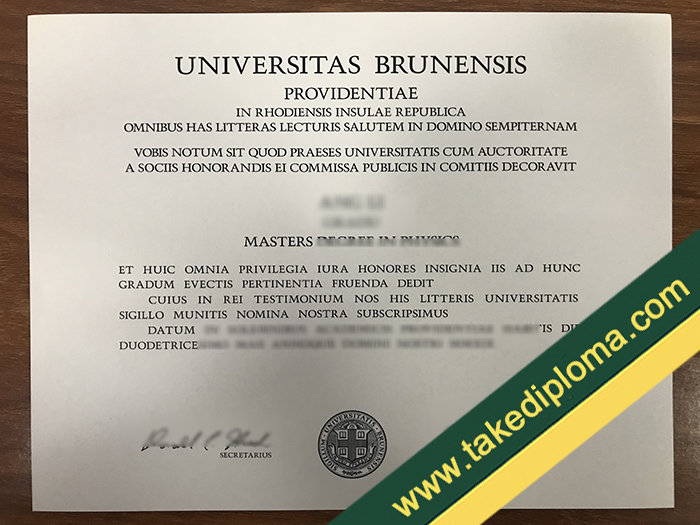 UNIVERSITAS BRUNENSIS
PROVIDENTIAE
IN RHODIENSIS INSULAE REPUBLICA
OMNIBUS HAS LITTERAS LECTURIS SALUTEM IN DOMINO SEMPITERNAM
VOBIS NOTUM SIT QUOD PRAESES UNIVERSITATIS CUM AUCTORITATE
A SOCIIS HONORANDIS EI COMMISSA PUBLICIS IN COMITIIS DECORAVIT
MASTERS
ET HUIC OMNIA PRIVILEGIA IURA HONORES INSIGNIA IIS AD HUNC
GRADUM EVECTIS PERTINENTIA FRUENDA DEDIT
CUIUS IN REI TESTIMONIUM NOS HIS LITTERIS UNIVERSITATIS
SIGILLO MUNITIS NOMINA NOSTRA SUBSCRIPSIMUS
DATUM
SECRETARIUS
SIGILLUM UNIVERSITATIS BRUNENSIS
www.takediploma.com